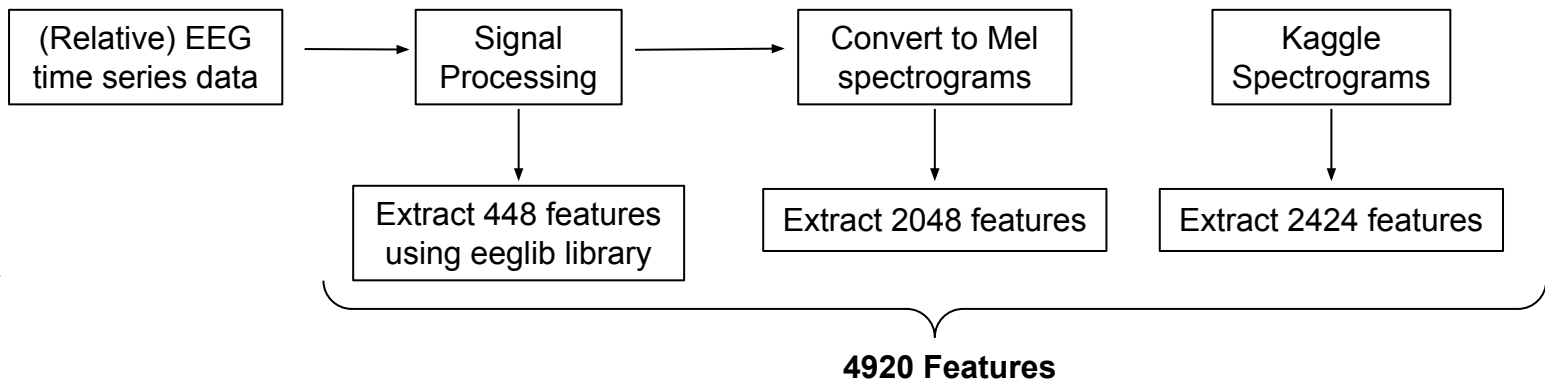 (Relative) EEG
time series data
Signal
Processing
Convert to Mel
spectrograms
Kaggle
Spectrograms
Extract 448 features
using eeglib library
Extract 2048 features
Extract 2424 features
4920 Features